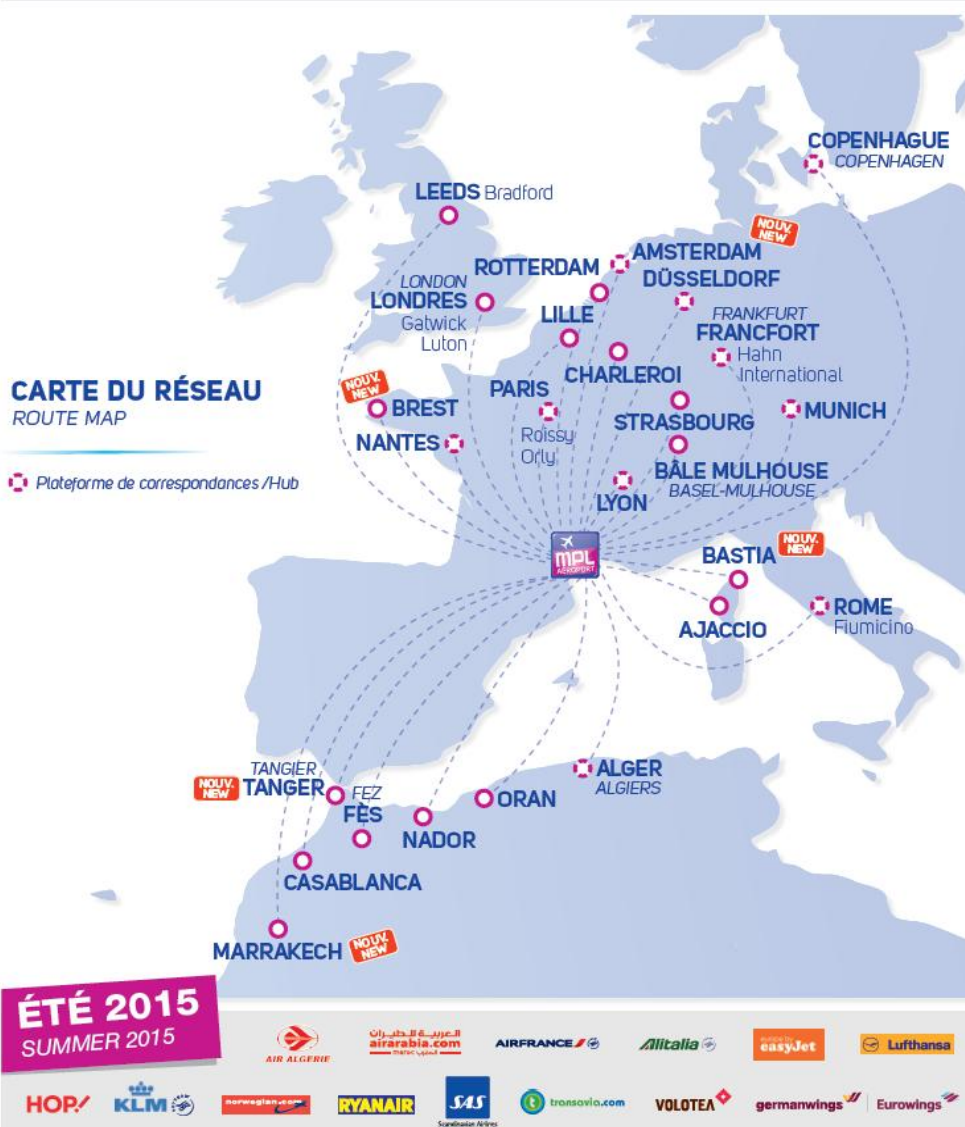 COPENHAGUE
COPENHAGEN
LEEDS Bradford
NOUV.
NEW
AMSTERDAM
ROTTERDAM
DÜSSELDORF
LONDON
LONDRES
Gatwick
Luton
LILLE
FRANKFURT
FRANCFORT
Hahn
International
CHARLEROI
CARTE DU RÉSEAU
ROUTE MAP
NOUV.
NEW
BREST
PARIS
Roissy
Orly
STRASBOURG
MUNICH
NANTES
BÂLE MULHOUSE
BASEL-MULHOUSE
Plateforme de correspondances /Hub
LYON
MPL
AÉROPORT
BASTIA
NOUV.
NEW
AJACCIO
ROME
Fiumicino
TANGIER
TANGER
NOUV.
NEW
FEZ
FÈS
NADOR
ORAN
ALGER
ALGIERS
CASABLANCA
MARRAKECH
NOUV.
NEW
ÉTÉ 2015
SUMMER 2015
AIR ALGERIE
العربية للطيران
airarabia.com
maroc المغرب
AIRFRANCE
Alitalia
europe by
easyJet
Lufthansa
HOP!
KLM
norwegian.com
RYANAIR
SAS
Scandinavian Airlines
transavia.com
VOLOTEA
germanwings
Eurowings